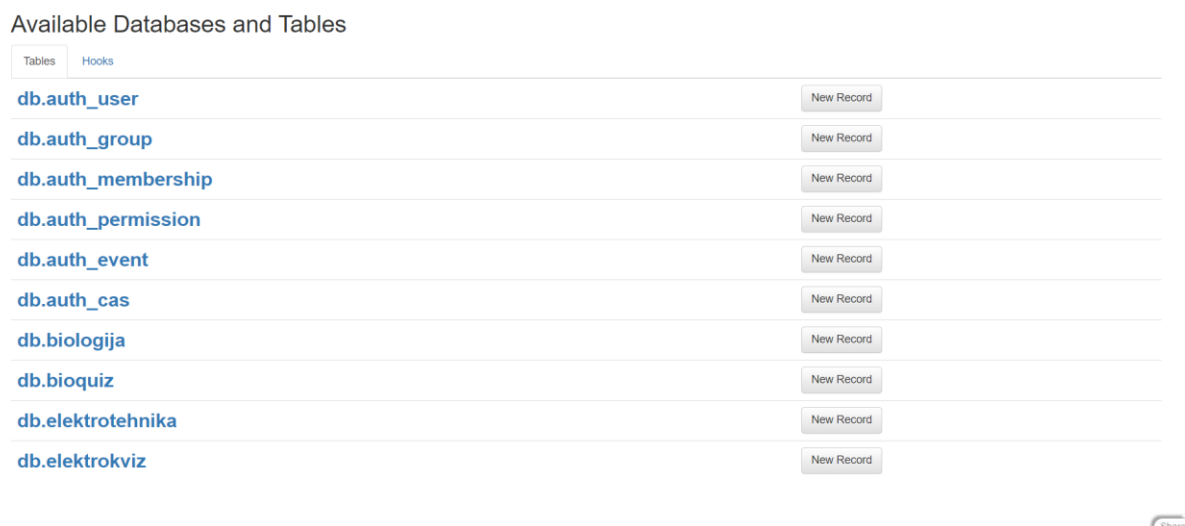 Available Databases and Tables
Tables Hooks
db.auth_user New Record
db.auth_group New Record
db.auth_membership New Record
db.auth_permission New Record
db.auth_event New Record
db.auth_cas New Record
db.biologija New Record
db.bioquiz New Record
db.elektrotehnika New Record
db.elektrokviz New Record